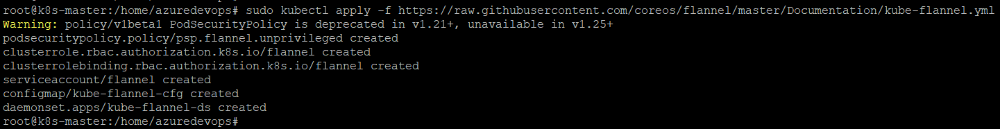 root@k8s-master:/home/azuredevops# sudo kubectl apply -f https://raw.githubusercontent.com/coreos/flannel/master/Documentation/kube-flannel.yml
Warning: policy/v1beta1 PodSecurityPolicy is deprecated in v1.21+, unavailable in v1.25+
podsecuritypolicy.policy/psp.flannel.unprivileged created
clusterrole.rbac.authorization.k8s.io/flannel created
clusterrolebinding.rbac.authorization.k8s.io/flannel created
serviceaccount/flannel created
configmap/kube-flannel-cfg created
daemonset.apps/kube-flannel-ds created
root@k8s-master:/home/azuredevops#